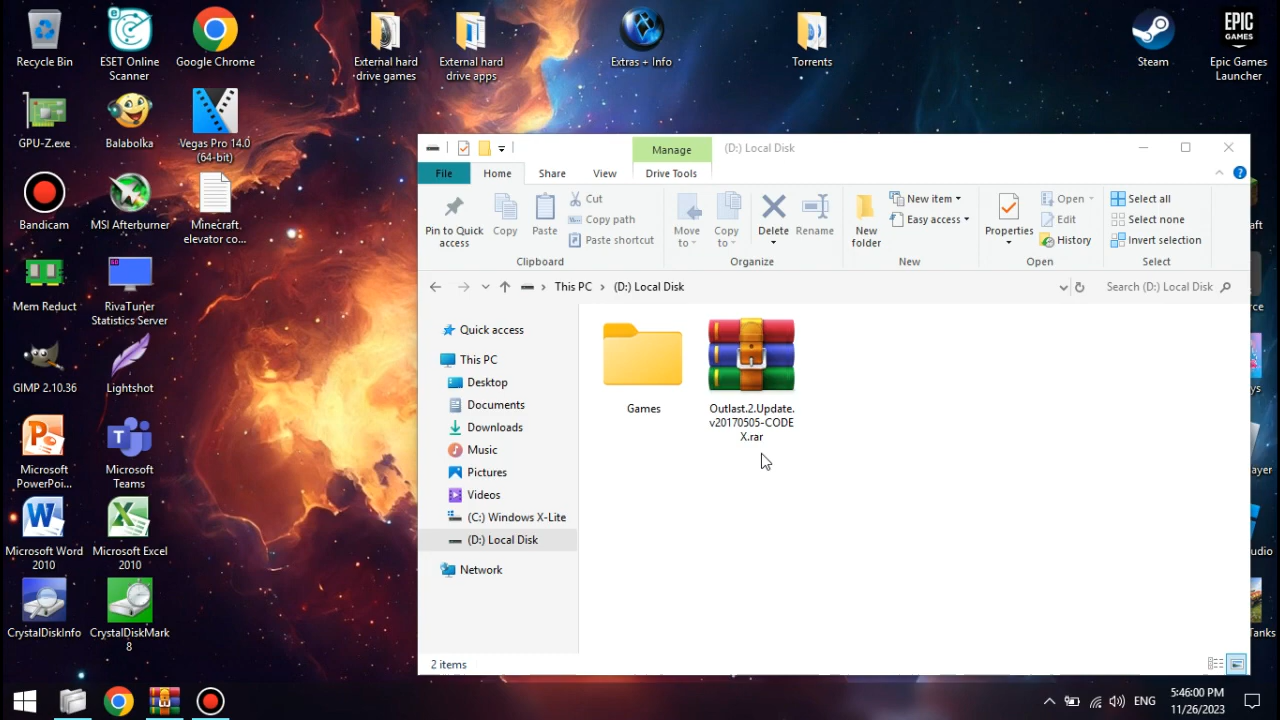 Recycle Bin
ESET Online
Scanner
Google Chrome
External hard
drive games
External hard
drive apps
Extras + Info
Torrents
Steam
EPIC
GAMES
Epic Games
Launcher
GPU-Z.exe
Balabolka
Vegas Pro 14.0
(64-bit)
Bandicam
MSI Afterburner
Minecraft
elevator co...
Mem Reduct
RivaTuner
Statistics Server
GIMP 2.10.36
Lightshot
Microsoft
PowerPoi...
Microsoft
Teams
Microsoft Word
2010
Microsoft Excel
2010
CrystalDiskInfo
CrystalDiskMark
8
Manage
(D:) Local Disk
File
Home
Share
View
Drive Tools
Pin to Quick
access
Copy
Paste
Cut
Copy path
Paste shortcut
Clipboard
Move
to
Copy
to
Delete
Rename
Organize
New
folder
New item
Easy access
New
Properties
Open
Edit
History
Open
Select all
Select none
Invert selection
Select
This PC
(D:) Local Disk
Search (D:) Local Disk
Quick access
This PC
Desktop
Documents
Downloads
Music
Pictures
Videos
(C:) Windows X-Lite
(D:) Local Disk
Network
Games
Outlast.2.Update.
v20170505-CODE
X.rar
2 items
ENG
5:46:00 PM
11/26/2023